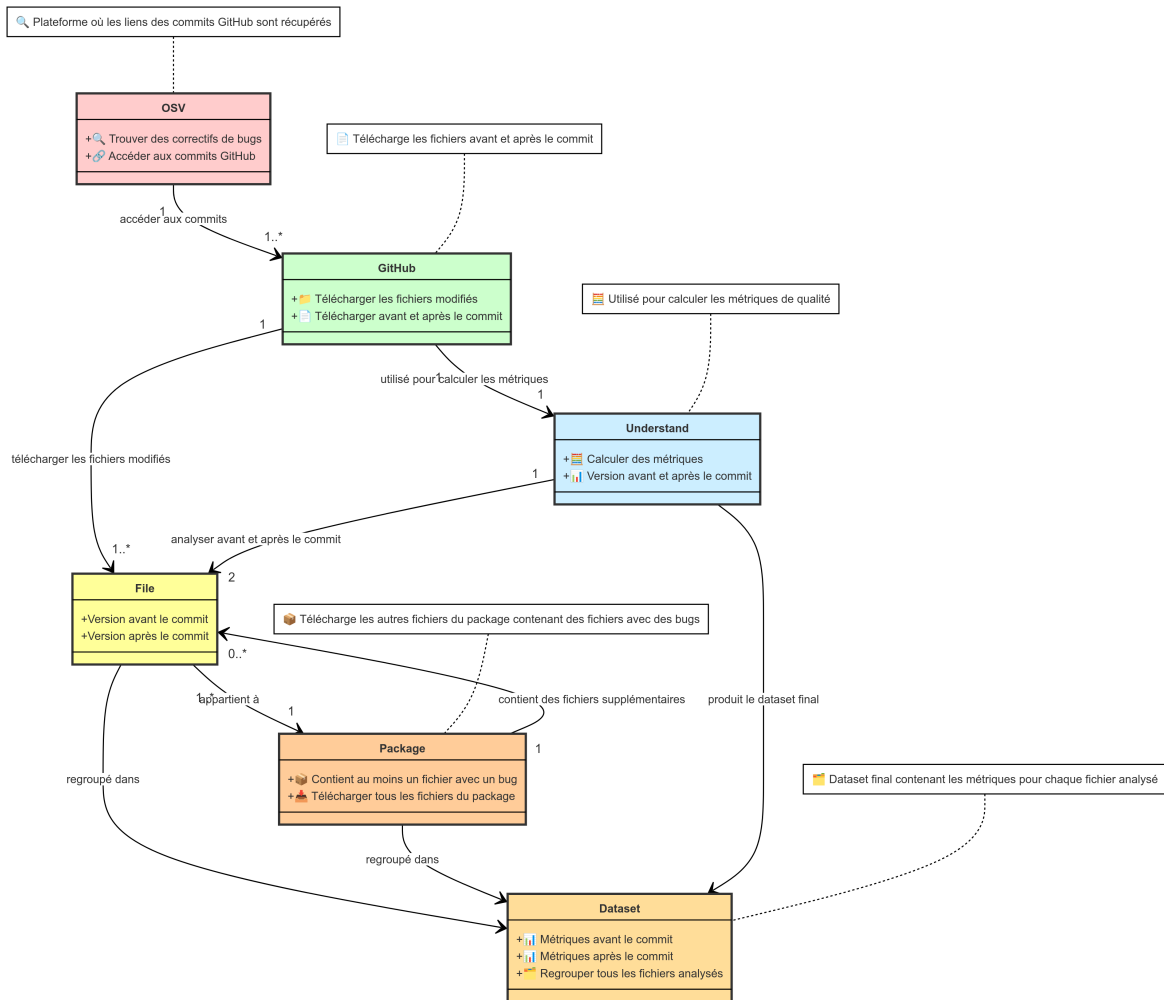 🔍 Plateforme où les liens des commits GitHub sont récupérés
OSV
+🔍 Trouver des correctifs de bugs
+🔗 Accéder aux commits GitHub
📄 Télécharge les fichiers avant et après le commit
1
accéder aux commits
1..*
GitHub
+📁 Télécharger les fichiers modifiés
+📄 Télécharger avant et après le commit
🧮 Utilisé pour calculer les métriques de qualité
1
1
utilisé pour calculer les métriques
1
Understand
+🧮 Calculer des métriques
+📊 Version avant et après le commit
télécharger les fichiers modifiés
1
analyser avant et après le commit
1..*
2
File
+Version avant le commit
+Version après le commit
📦 Télécharge les autres fichiers du package contenant des fichiers avec des bugs
0..*
1..*
appartient à
1
contient des fichiers supplémentaires
produit le dataset final
1
Package
+📦 Contient au moins un fichier avec un bug
+📥 Télécharger tous les fichiers du package
regroupé dans
🗂️ Dataset final contenant les métriques pour chaque fichier analysé
regroupé dans
Dataset
+📊 Métriques avant le commit
+📊 Métriques après le commit
+🗂️ Regrouper tous les fichiers analysés